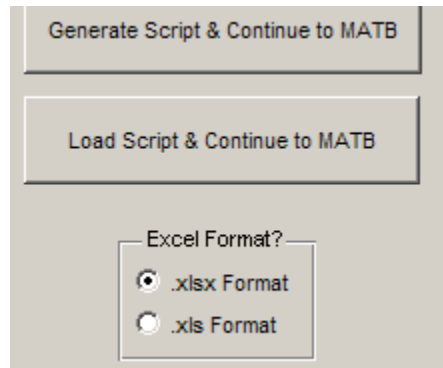 Generate Script & Continue to MATB
Load Script & Continue to MATB
Excel Format?
.xlsx Format
.xls Format